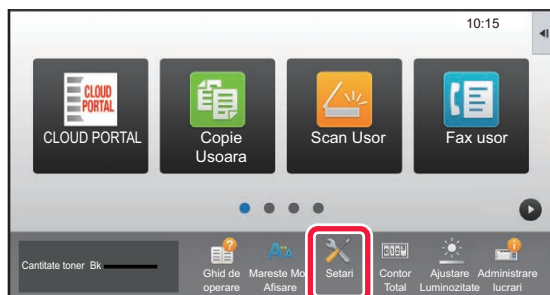 10:15
CLOUD
PORTAL
CLOUD PORTAL
Copie
Usoara
Scan Usor
Fax usor
Cantitate toner Bk
Ghid de
operare
Mareste Mo
Afisare
Setari
Contor
Total
Ajustare
Luminozitate
Administrare
lucrari